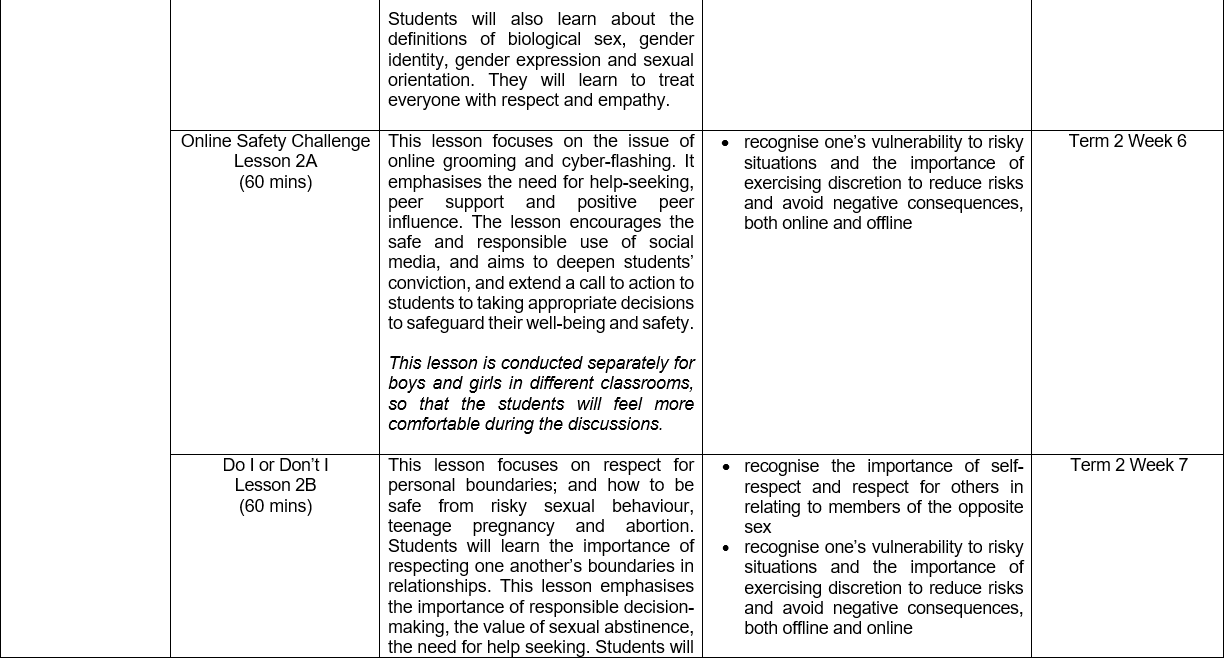 Students will also learn about the
definitions of biological sex, gender
identity, gender expression and sexual
orientation. They will learn to treat
everyone with respect and empathy.
Online Safety Challenge
Lesson 2A
(60 mins)
This lesson focuses on the issue of
online grooming and cyber-flashing. It
emphasises the need for help-seeking,
peer support and positive peer
influence. The lesson encourages the
safe and responsible use of social
media, and aims to deepen students’
conviction, and extend a call to action to
students to taking appropriate decisions
to safeguard their well-being and safety.
This lesson is conducted separately for
boys and girls in different classrooms,
so that the students will feel more
comfortable during the discussions.
• recognise one’s vulnerability to risky
situations and the importance of
exercising discretion to reduce risks
and avoid negative consequences,
both online and offline
Term 2 Week 6
Do I or Don’t I
Lesson 2B
(60 mins)
This lesson focuses on respect for
personal boundaries; and how to be
safe from risky sexual behaviour,
teenage pregnancy and abortion.
Students will learn the importance of
respecting one another’s boundaries in
relationships. This lesson emphasises
the importance of responsible decision-
making, the value of sexual abstinence,
the need for help seeking. Students will
• recognise the importance of self-
respect and respect for others in
relating to members of the opposite
sex
• recognise one’s vulnerability to risky
situations and the importance of
exercising discretion to reduce risks
and avoid negative consequences,
both offline and online
Term 2 Week 7